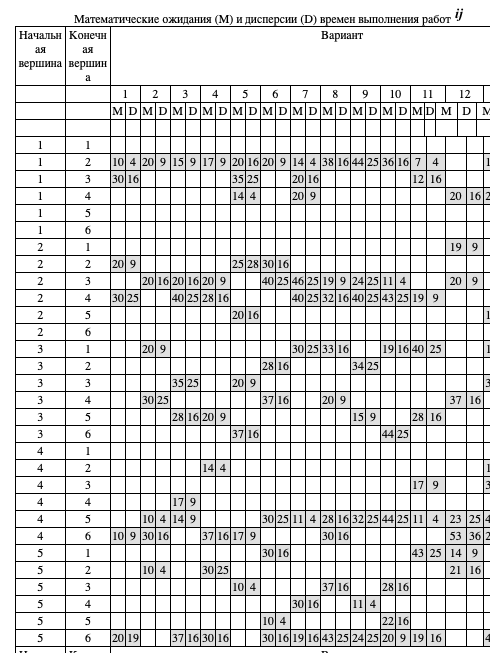 Математические ожидания (M) и дисперсии (D) времен выполнения работ ij
Начальн
ая
вершина
Конечн
ая
вершин
а
Вариант
1 2 3 4 5 6 7 8 9 10 11 12
M D M D M D M D M D M D M D M D M D M D M D M D M
1 1
1 2 10 4 20 9 15 9 17 9 20 16 20 9 14 4 38 16 44 25 36 16 7 4 1
1 3 30 16 35 25 20 16 12 16
1 4 14 4 20 9 20 16 2
1 5
1 6
2 1 19 9
2 2 20 9 25 28 30 16
2 3 20 16 20 16 20 9 40 25 46 25 19 9 24 25 11 4 20 9
2 4 30 25 40 25 28 16 40 25 32 16 40 25 43 25 19 9
2 5 20 16 1
2 6
3 1 20 9 30 25 33 16 19 16 40 25 1
3 2 28 16 34 25
3 3 35 25 20 9 3
3 4 30 25 37 16 20 9 37 16
3 5 28 16 20 9 15 9 28 16
3 6 37 16 44 25
4 1
4 2 14 4 1
4 3 17 9 3
4 4 17 9
4 5 10 4 14 9 30 25 11 4 28 16 32 25 44 25 11 4 23 25 4
4 6 10 9 30 16 37 16 17 9 30 16 53 36 2
5 1 30 16 43 25 14 9
5 2 10 4 30 25 21 16
5 3 10 4 37 16 28 16
5 4 30 16 11 4
5 5 10 4 22 16
5 6 20 19 37 16 30 16 30 16 19 16 43 25 24 25 20 9 19 16 4